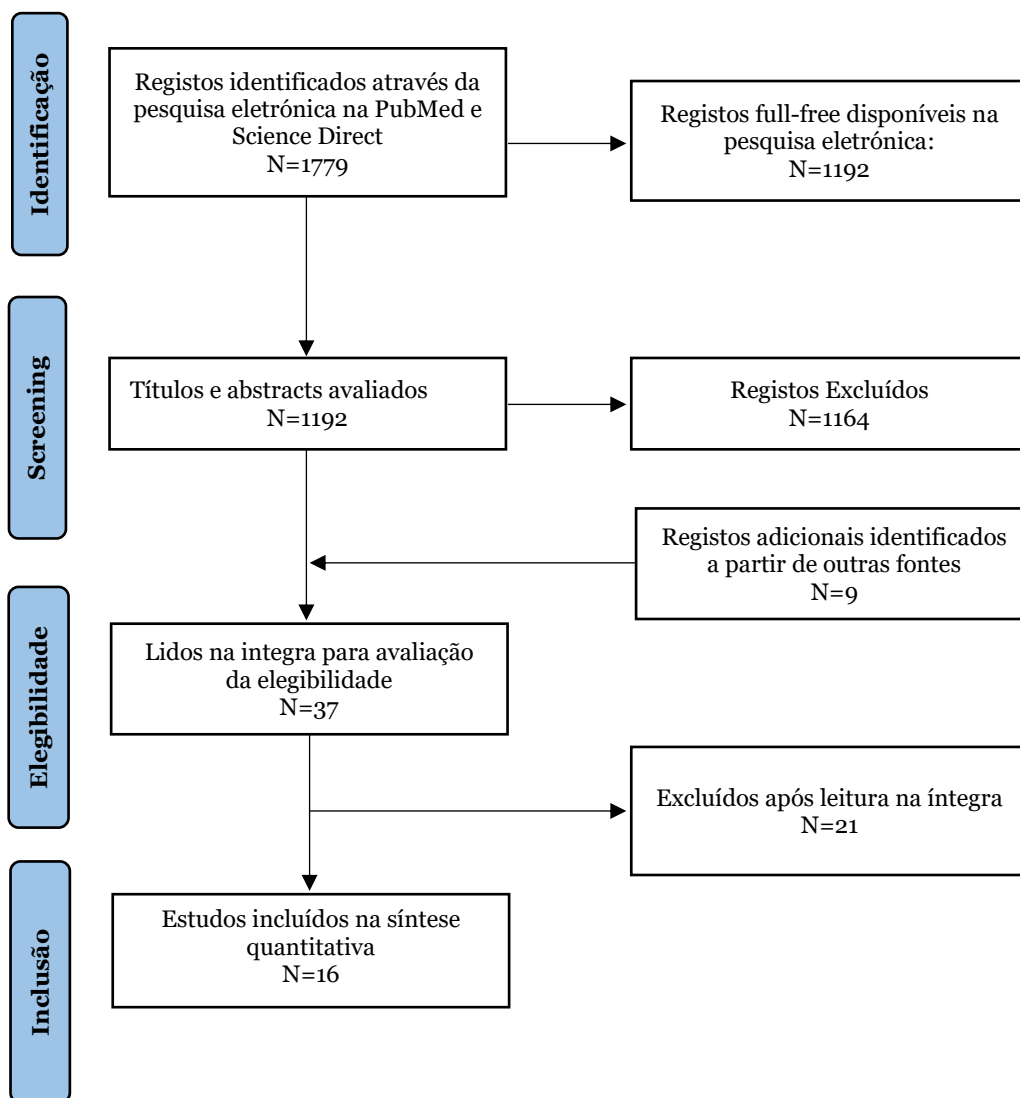 Identificação
Registos identificados através da
pesquisa eletrónica na PubMed e
Science Direct
N=1779
Registos full-free disponíveis na
pesquisa eletrónica:
N=1192
Screening
Títulos e abstracts avaliados
N=1192
Registos Excluídos
N=1164
Registos adicionais identificados
a partir de outras fontes
N=9
Elegibilidade
Lidos na integra para avaliação
da elegibilidade
N=37
Excluídos após leitura na íntegra
N=21
Inclusão
Estudos incluídos na síntese
quantitativa
N=16